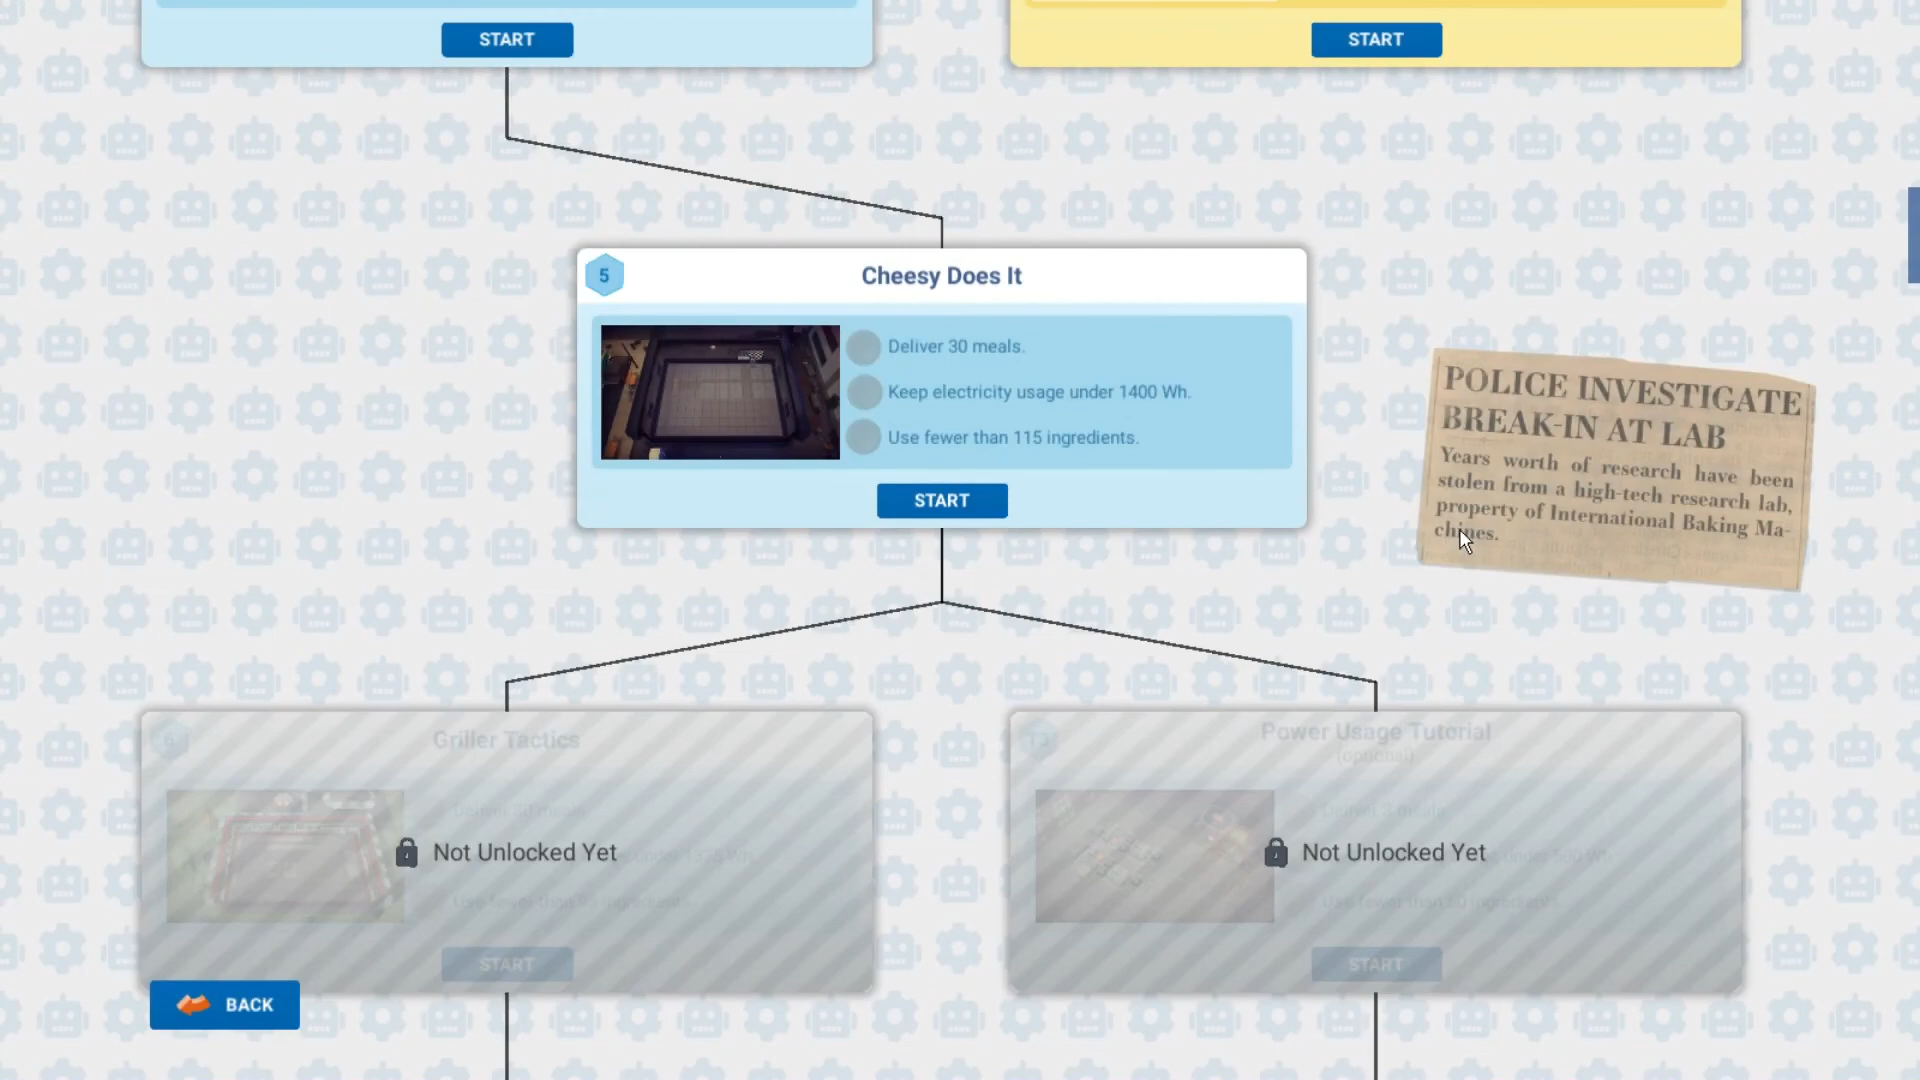 START
START
5
Cheesy Does It
Deliver 30 meals.
Keep electricity usage under 1400 Wh.
Use fewer than 115 ingredients.
START
POLICE INVESTIGATE
BREAK-IN AT LAB
Years worth of research have been
stolen from a high-tech research lab,
property of International Baking Ma-
chines.
Griller Tactics
Not Unlocked Yet
START
Power Usage Tutorial
(optional)
Not Unlocked Yet
START
BACK